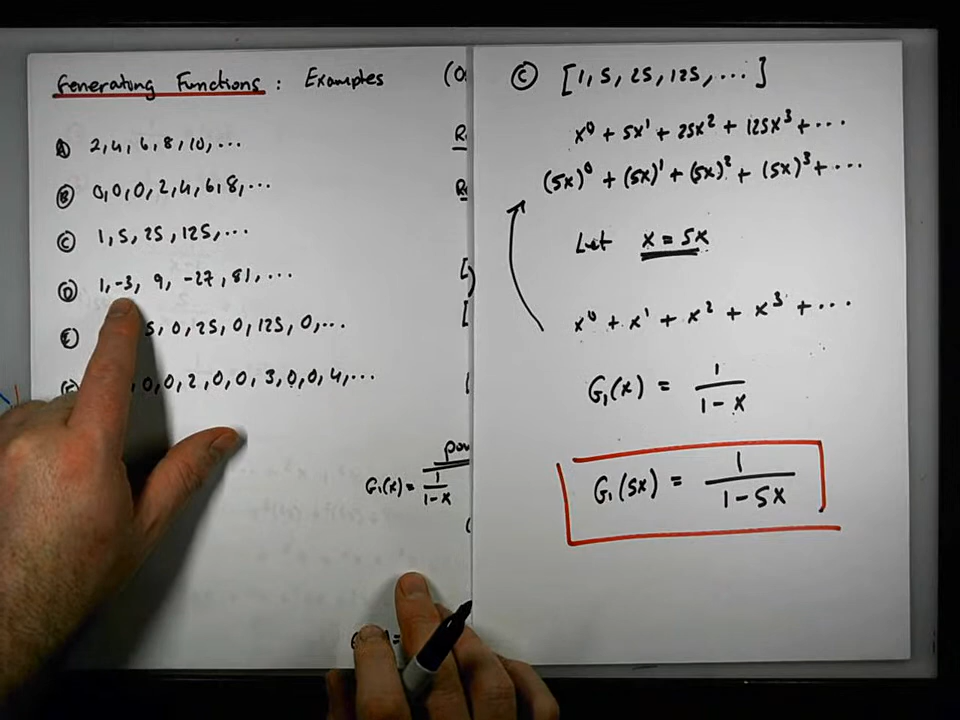 Generating Functions : Examples
Ⓐ 2, 4, 6, 8, 10, ...
Ⓑ 0, 0, 0, 2, 4, 6, 8, ...
Ⓒ 1, 5, 25, 125, ...
Ⓓ 1, -3, 9, -27, 81, ...
Ⓔ 5, 0, 25, 0, 125, 0, ...
0, 0, 2, 0, 0, 3, 0, 0, 4, ...
G₁(x) = 1/(1-x)
Ⓒ [1, 5, 25, 125, ...]
x⁰ + 5x¹ + 25x² + 125x³ + ...
(5x)⁰ + (5x)¹ + (5x)² + (5x)³ + ...
Let x = 5x
x⁰ + x¹ + x² + x³ + ...
G₁(x) = 1/(1-x)
G₁(5x) = 1/(1-5x)